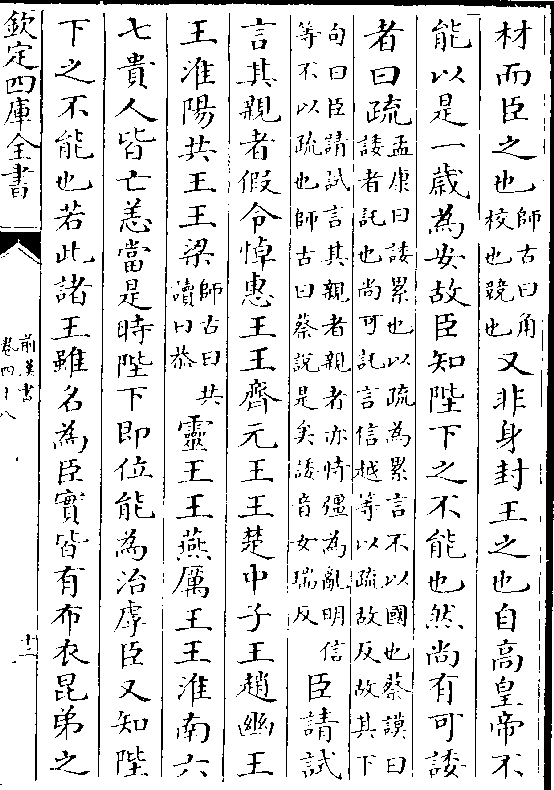 材而臣之也師古曰角校也競也又非身封王之也自高皇帝不
能以是一歲為安故臣知陛下之不能也然尚有可諉
者曰疏孟康曰諉累也以疏為累言不以國也蔡謨曰諉者託也尚可託言信越等以疏故反故其下
句曰臣請試言其親者親者亦恃彊為亂明信等不以疏也師古曰蔡說是矣諉音女瑞反臣請試
言其親者假令悼惠王王齊元王王楚中子王趙幽王
王淮陽共王王梁師古曰共讀曰恭靈王王燕厲王王淮南六
七貴人皆亡恙當是時陛下即位能為治虖臣又知陛
下之不能也若此諸王雖名為臣實皆有布衣昆弟之
欽定四庫全書
前漢書
卷四十八
十二